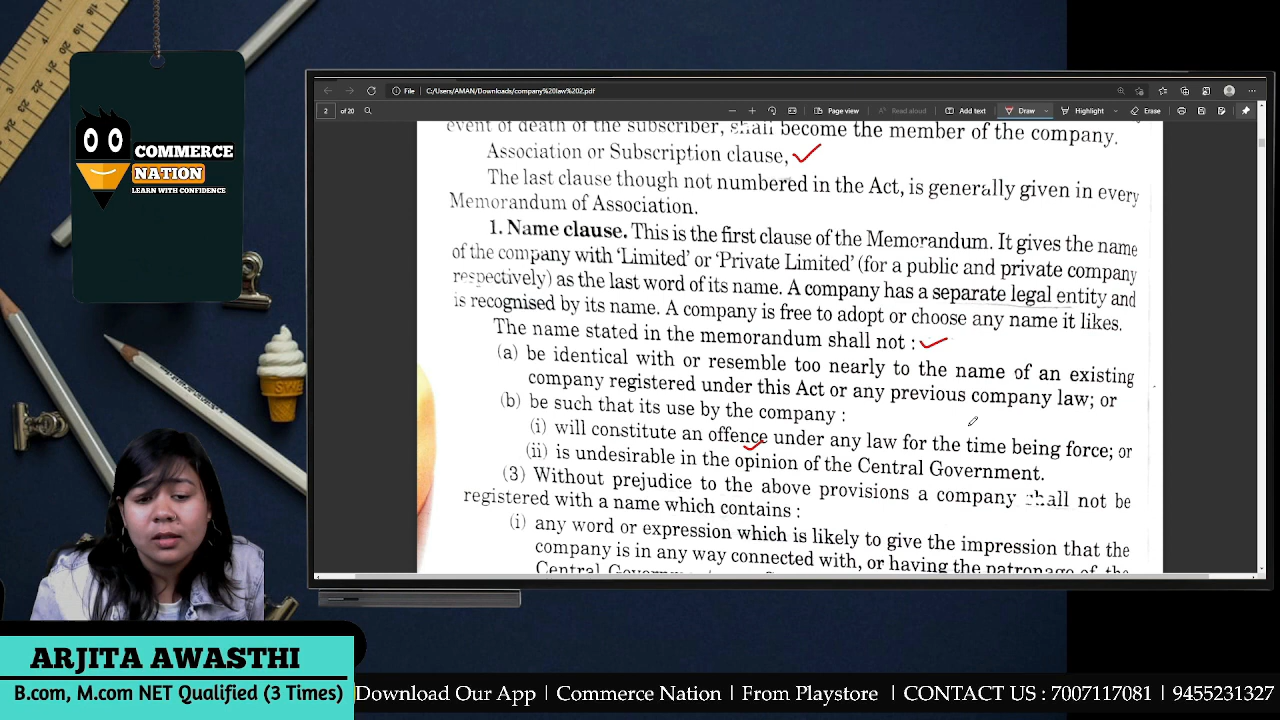 COMMERCE
NATION
LEARN WITH CONFIDENCE
SWE
File C:/Users/AMAN/Downloads/company%20law%202.pdf
2 of 20
Page view
Read aloud
Add text
Draw
Highlight
Erase
event of death of the subscriber, shall become the member of the company.
Association or Subscription clause,
The last clause though not numbered in the Act, is generally given in every
Memorandum of Association.
1. Name clause. This is the first clause of the Memorandum. It gives the name
of the company with ‘Limited’ or ‘Private Limited’ (for a public and private company
respectively) as the last word of its name. A company has a separate legal entity and
is recognised by its name. A company is free to adopt or choose any name it likes.
The name stated in the memorandum shall not :
(a) be identical with or resemble too nearly to the name of an existing
company registered under this Act or any previous company law; or
(b) be such that its use by the company :
(i) will constitute an offence under any law for the time being force; or
(ii) is undesirable in the opinion of the Central Government.
(3) Without prejudice to the above provisions a company shall not be
registered with a name which contains :
(i) any word or expression which is likely to give the impression that the
company is in any way connected with, or having the patronage of the
Central Government
ARJITA AWASTHI
B.com, M.com NET Qualified (3 Times)
Download Our App | Commerce Nation | From Playstore | CONTACT US : 7007117081 | 9455231327